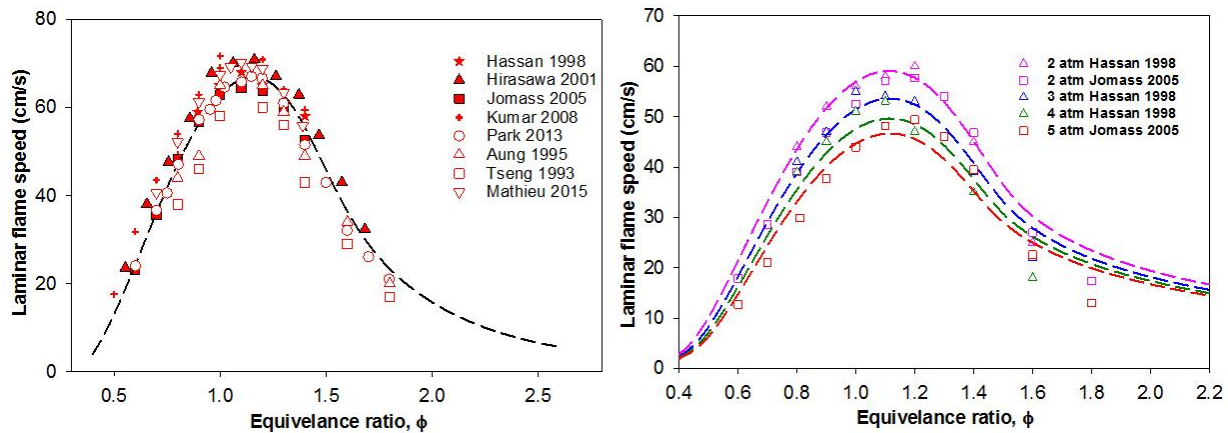 80
60
40
20
0
Laminar flame speed (cm/s)
0.5 1.0 1.5 2.0 2.5
Equivelance ratio, ϕ
Hassan 1998
Hirasawa 2001
Jomass 2005
Kumar 2008
Park 2013
Aung 1995
Tseng 1993
Mathieu 2015
70
60
50
40
30
20
10
0
Laminar flame speed (cm/s)
0.4 0.6 0.8 1.0 1.2 1.4 1.6 1.8 2.0 2.2
Equivelance ratio, ϕ
2 atm Hassan 1998
2 atm Jomass 2005
3 atm Hassan 1998
4 atm Hassan 1998
5 atm Jomass 2005